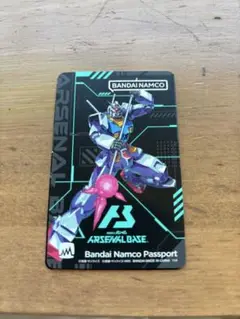 BANDAI NAMCO
ARSENAL BASE
ARSENAL BASE
Bandai Namco Passport